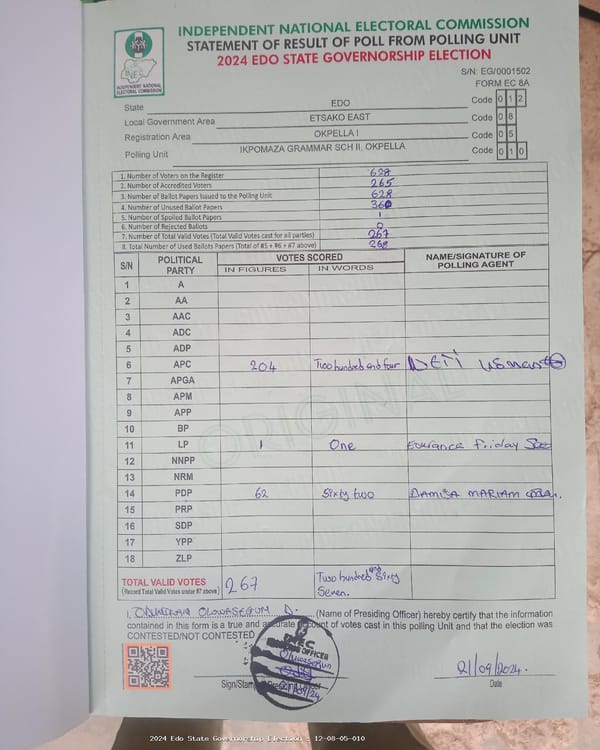 INDEPENDENT NATIONAL ELECTORAL COMMISSION
STATEMENT OF RESULT OF POLL FROM POLLING UNIT
2024 EDO STATE GOVERNORSHIP ELECTION
INEC
INDEPENDENT NATIONAL
ELECTORAL COMMISSION
S/N: EG/0001502
FORM EC 8A
State EDO Code 0 1 2
Local Government Area ETSAKO EAST Code 0 8
Registration Area OKPELLA I Code 0 5
Polling Unit IKPOMAZA GRAMMAR SCH II, OKPELLA Code 0 1 0
1. Number of Voters on the Register 628
2. Number of Accredited Voters 265
3. Number of Ballot Papers Issued to the Polling Unit 628
4. Number of Unused Ballot Papers 360
5. Number of Spoiled Ballot Papers 1
6. Number of Rejected Ballots 0
7. Number of Total Valid Votes (Total Valid Votes cast for all parties) 267
8. Total Number of Used Ballots Papers (Total of #5 + #6 + #7 above) 268
S/N POLITICAL PARTY VOTES SCORED NAME/SIGNATURE OF POLLING AGENT
IN FIGURES IN WORDS
1 A
2 AA
3 AAC
4 ADC
5 ADP
6 APC 204 Two hundred and four Usman
7 APGA
8 APM
9 APP
10 BP
11 LP 1 One Friday
12 NNPP
13 NRM
14 PDP 62 Sixty two DAMISA MARIAM
15 PRP
16 SDP
17 YPP
18 ZLP
ORIGINAL
TOTAL VALID VOTES 267 Two hundred and Sixty
(Record Total Valid Votes under #7 above) Seven.
I, ODUNEKAN OLUWASEGUN D. (Name of Presiding Officer) hereby certify that the information
contained in this form is a true and accurate account of votes cast in this polling Unit and that the election was
CONTESTED/NOT CONTESTED
INEC
PRESIDING OFFICER
Oluwasegun
21/09/24
21/09/2024.
Sign/Stamp of Presiding Officer Date
2024 Edo State Governorship Election - 12-08-05-010